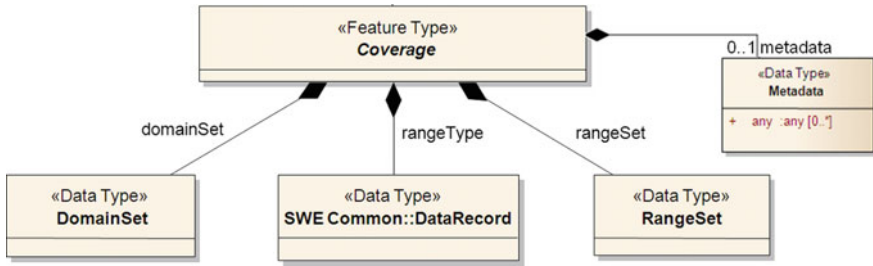 «Feature Type»
Coverage
0..1 metadata
«Data Type»
Metadata
+ any :any [0..*]
domainSet
rangeType
rangeSet
«Data Type»
DomainSet
«Data Type»
SWE Common::DataRecord
«Data Type»
RangeSet